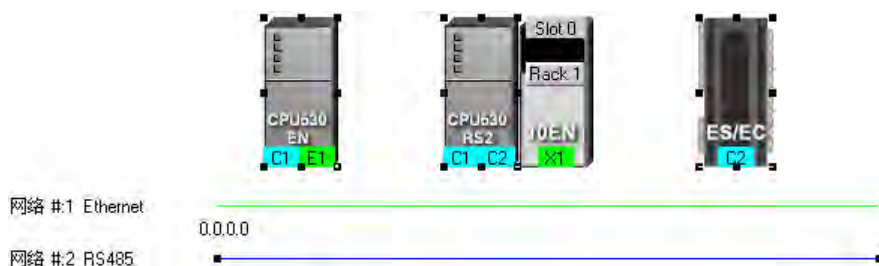 Slot 0
Rack 1
CPU630
EN
C1 E1
CPU630
RS2
C1 C2
10EN
X1
ES/EC
C2
网络 #:1 Ethernet
0.0.0.0
网络 #:2 RS485